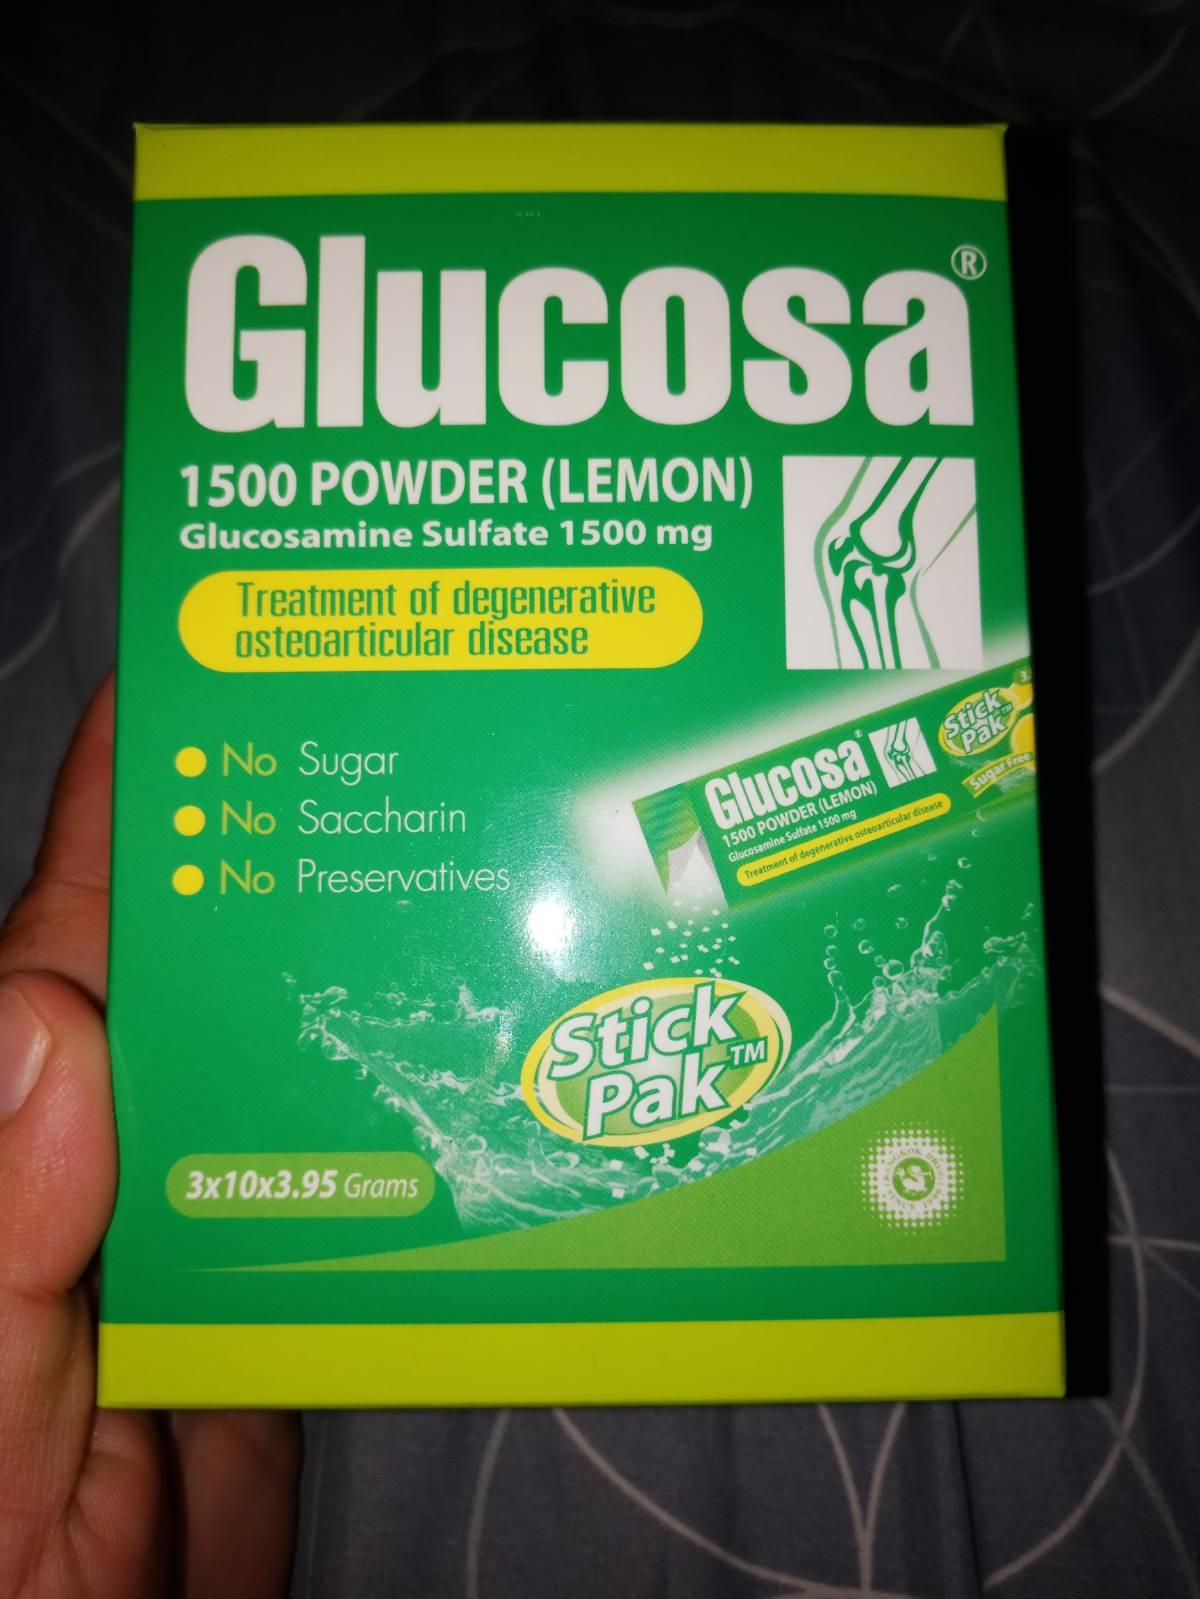 Glucosa®
1500 POWDER (LEMON)
Glucosamine Sulfate 1500 mg
Treatment of degenerative
osteoarticular disease
No Sugar
No Saccharin
No Preservatives
Stick
Pak™
Sugar Free
Glucosa®
1500 POWDER (LEMON)
Glucosamine Sulfate 1500 mg
Treatment of degenerative osteoarticular disease
Stick
Pak™
3x10x3.95 Grams
BANGKOK